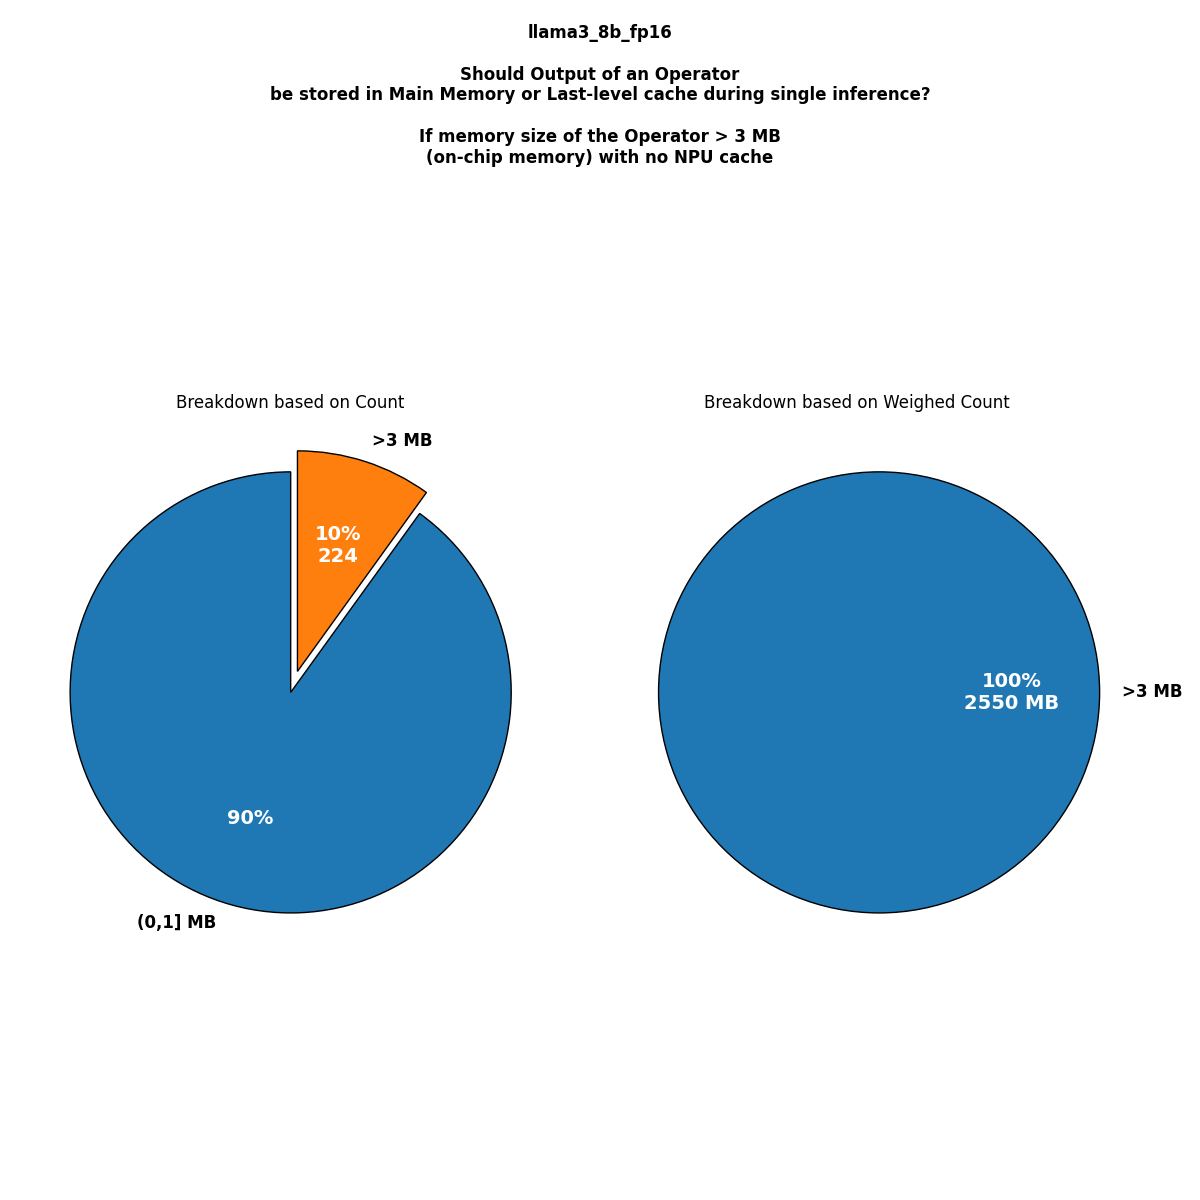 llama3_8b_fp16
Should Output of an Operator
be stored in Main Memory or Last-level cache during single inference?
If memory size of the Operator > 3 MB
(on-chip memory) with no NPU cache
Breakdown based on Count
>3 MB
10%
224
90%
(0,1] MB
Breakdown based on Weighed Count
100%
2550 MB
>3 MB